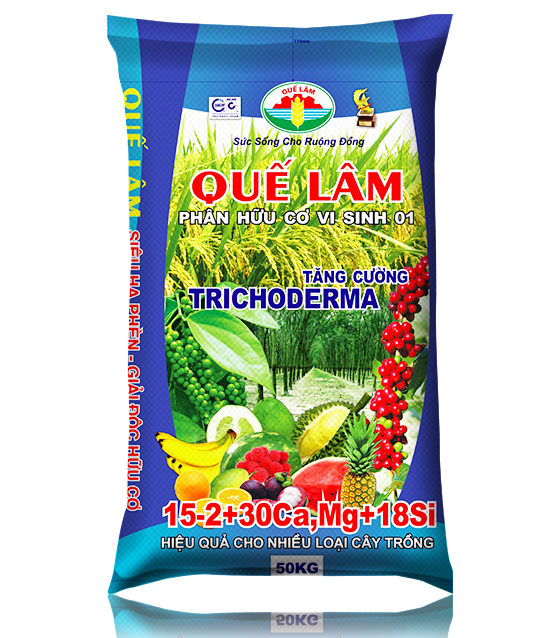 QUẾ LÂM
Sức Sống Cho Ruộng Đồng
QUẾ LÂM
PHÂN HỮU CƠ VI SINH 01
TĂNG CƯỜNG
TRICHODERMA
15-2+30Ca,Mg+18Si
HIỆU QUẢ CHO NHIỀU LOẠI CÂY TRỒNG
50KG
QUẾ LÂM SIÊU HẠ PHÈN - GIẢI ĐỘC HỮU CƠ